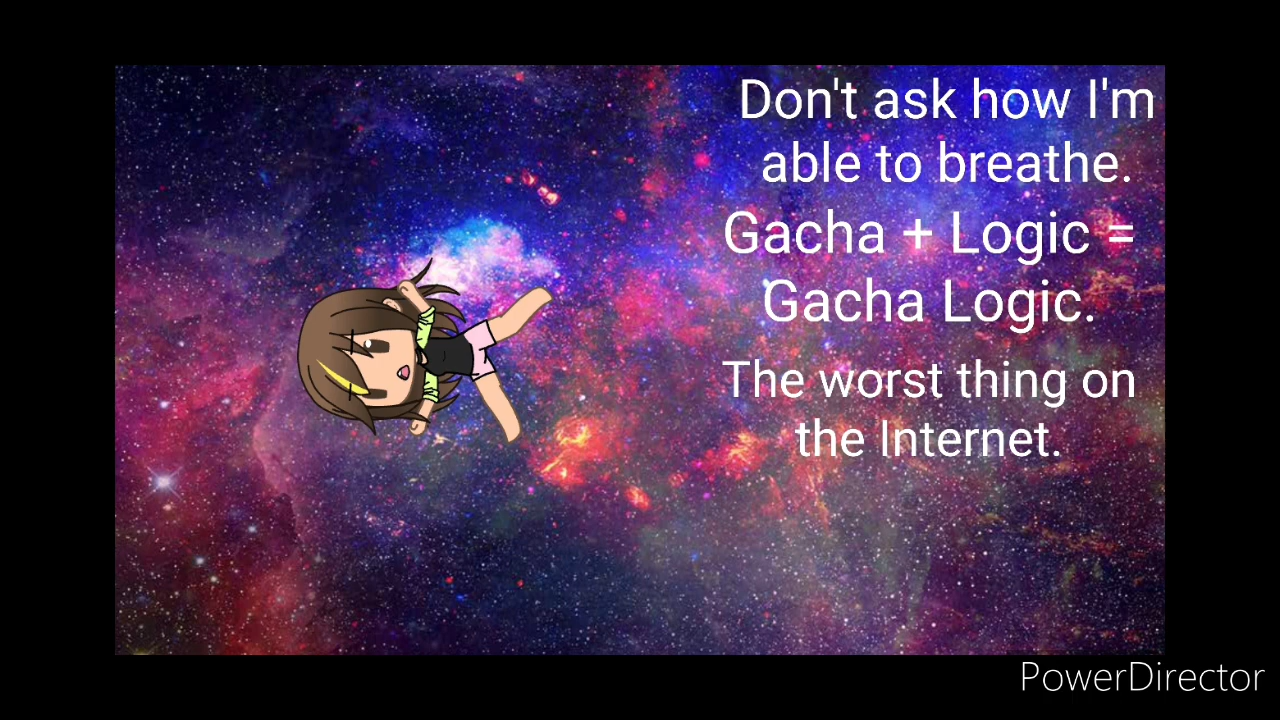 Don't ask how I'm
able to breathe.
Gacha + Logic =
Gacha Logic.
The worst thing on
the Internet.
PowerDirector